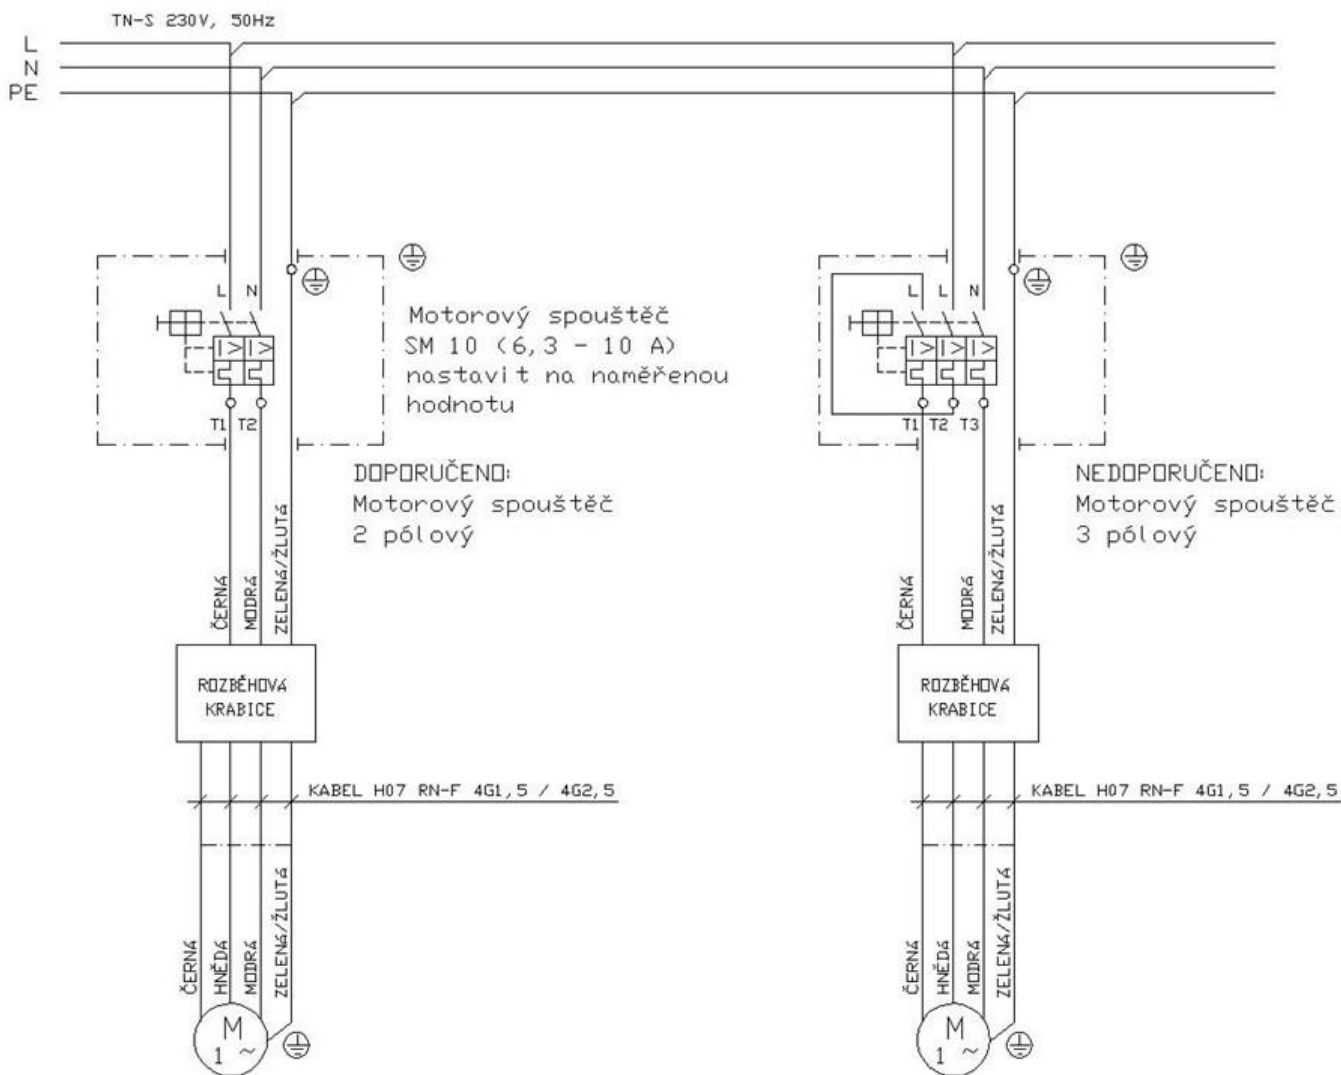 TN-S 230V, 50Hz
L
N
PE
L N
Motorový spouštěč
SM 10 (6,3 - 10 A)
nastavit na naměřenou
hodnotu
T1 T2
DOPORUČENO:
Motorový spouštěč
2 pólový
ČERNÁ
MODRÁ
ZELENÁ/ŽLUTÁ
ROZBĚHOVÁ
KRABICE
KABEL H07 RN-F 4G1,5 / 4G2,5
ČERNÁ
HNĚDÁ
MODRÁ
ZELENÁ/ŽLUTÁ
M
1 ~
L L N
T1 T2 T3
NEDOPORUČENO:
Motorový spouštěč
3 pólový
ČERNÁ
MODRÁ
ZELENÁ/ŽLUTÁ
ROZBĚHOVÁ
KRABICE
KABEL H07 RN-F 4G1,5 / 4G2,5
ČERNÁ
HNĚDÁ
MODRÁ
ZELENÁ/ŽLUTÁ
M
1 ~